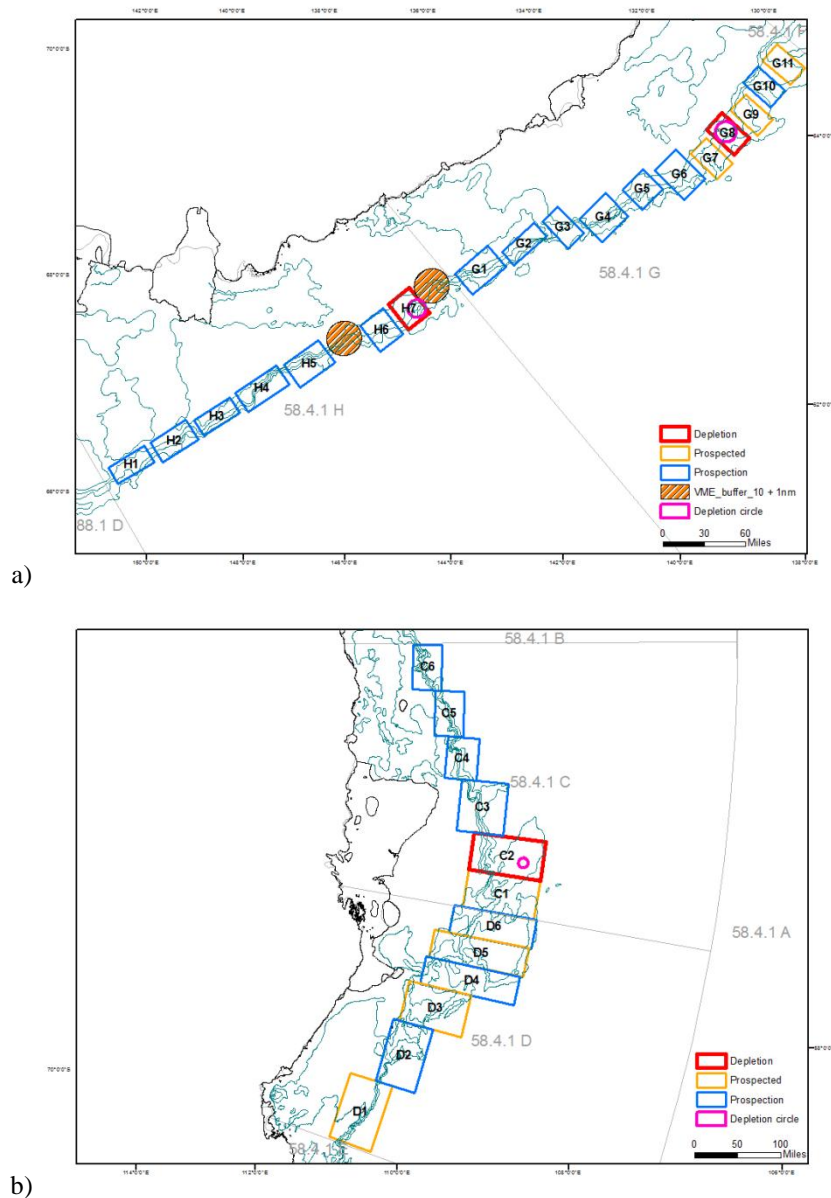 58.4.1 F
G11
G10
G9
G8
G7
G6
G5
G4
G3
58.4.1 G
G2
G1
H7
H6
H5
58.4.1 H
H4
H3
H2
H1
88.1 D
Depletion
Prospected
Prospection
VME_buffer_10 + 1nm
Depletion circle
0 30 60
Miles
a)
58.4.1 B
C6
C5
C4
58.4.1 C
C3
C2
C1
D6
58.4.1 A
D5
D4
D3
58.4.1 D
D2
D1
58.4.1
Depletion
Prospected
Prospection
Depletion circle
0 50 100
Miles
b)